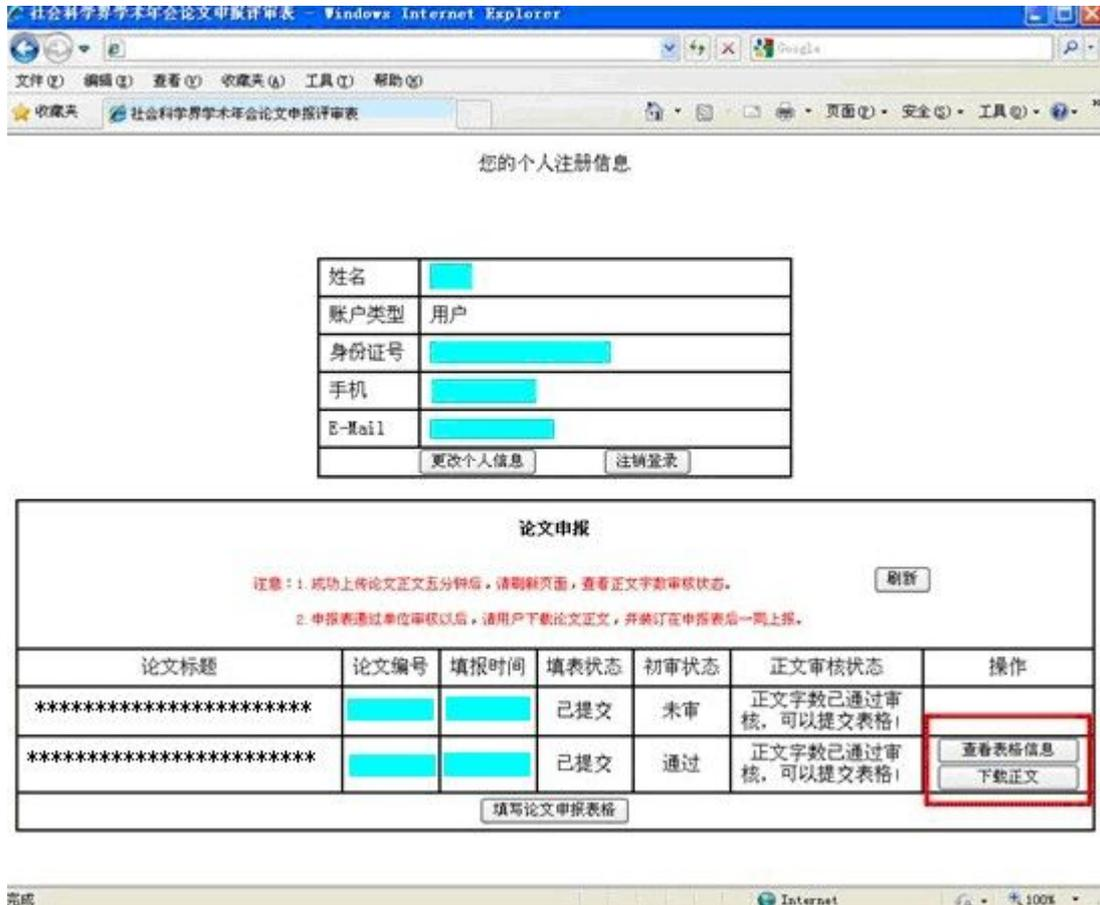 社会科学界学术年会论文申报评审表 - Windows Internet Explorer
Google
文件(F) 编辑(E) 查看(V) 收藏夹(A) 工具(T) 帮助(H)
收藏夹 社会科学界学术年会论文申报评审表 页面(P) 安全(S) 工具(O)
您的个人注册信息
姓名
账户类型 用户
身份证号
手机
E-Mail
更改个人信息 注销登录
论文申报
注意：1.成功上传论文正文五分钟后，请刷新页面，查看正文字数审核状态。 刷新
2.申报表通过单位审核以后，请用户下载论文正文，并装订在申报表后一同上报。
论文标题 论文编号 填报时间 填表状态 初审状态 正文审核状态 操作
*********************** 已提交 未审 正文字数已通过审
核，可以提交表格！
************************ 已提交 通过 正文字数已通过审
核，可以提交表格！
查看表格信息
下载正文
填写论文申报表格
完成 Internet 100%